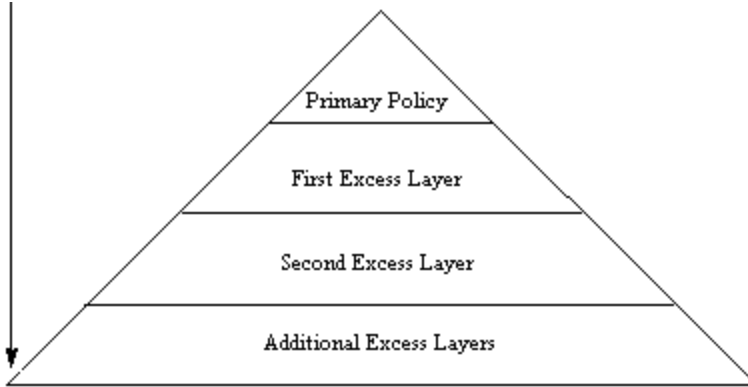 Primary Policy
First Excess Layer
Second Excess Layer
Additional Excess Layers